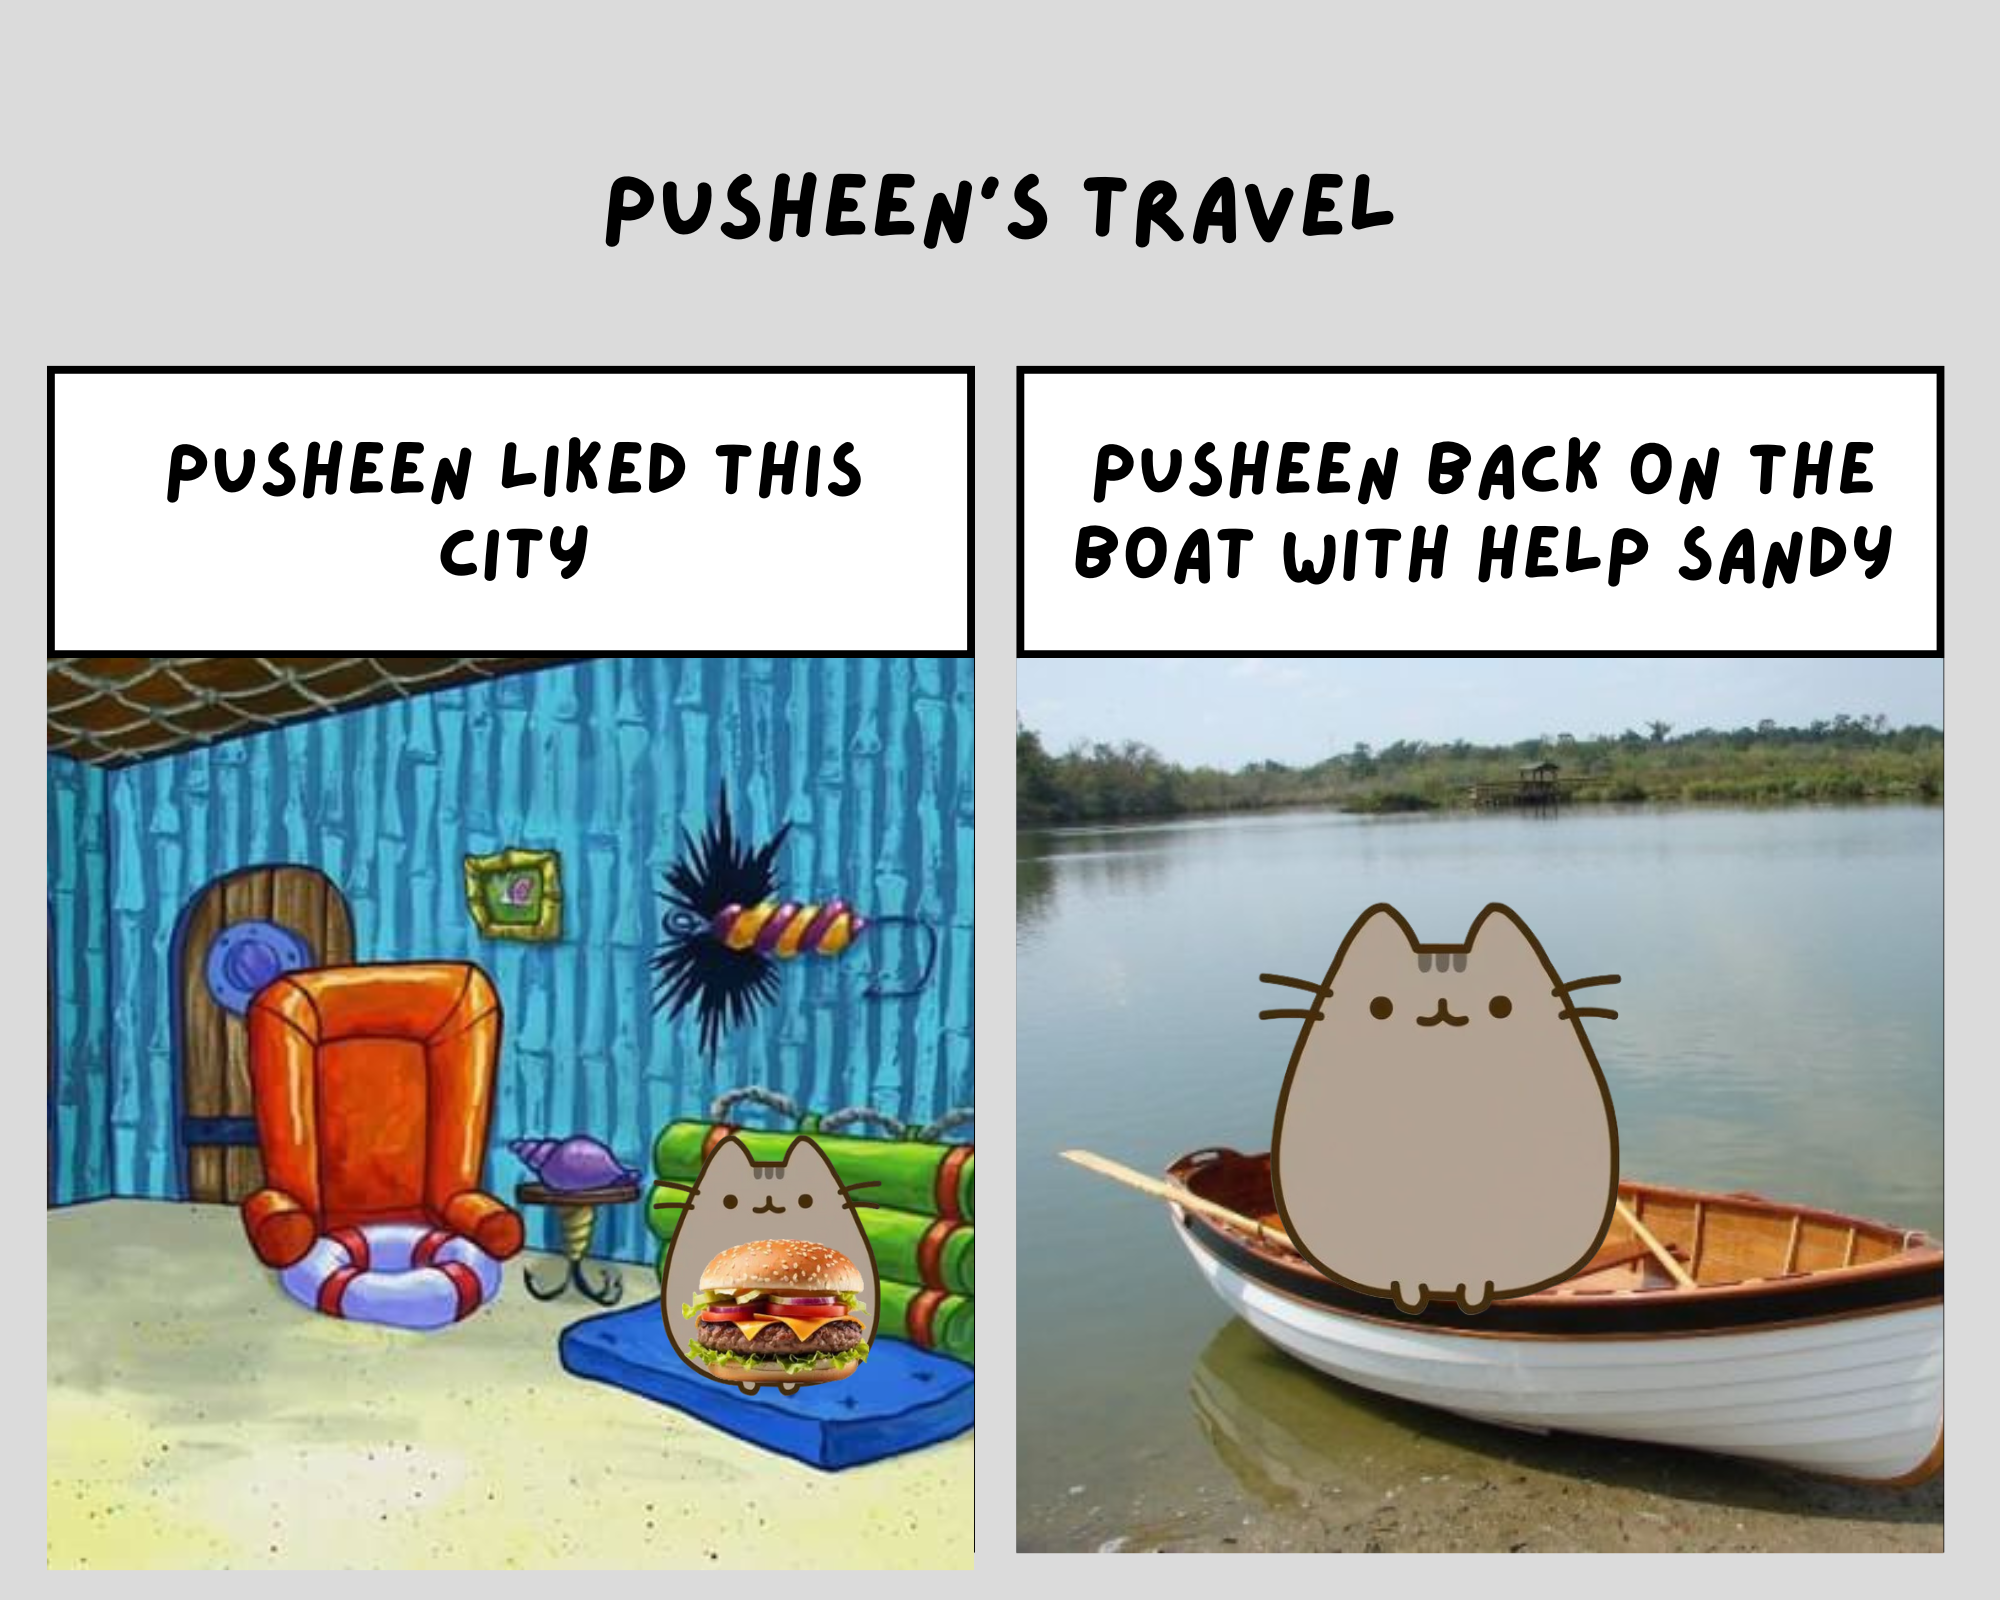 PUSHEEN'S TRAVEL
PUSHEEN LIKED THIS
CITY
PUSHEEN BACK ON THE
BOAT WITH HELP SANDY